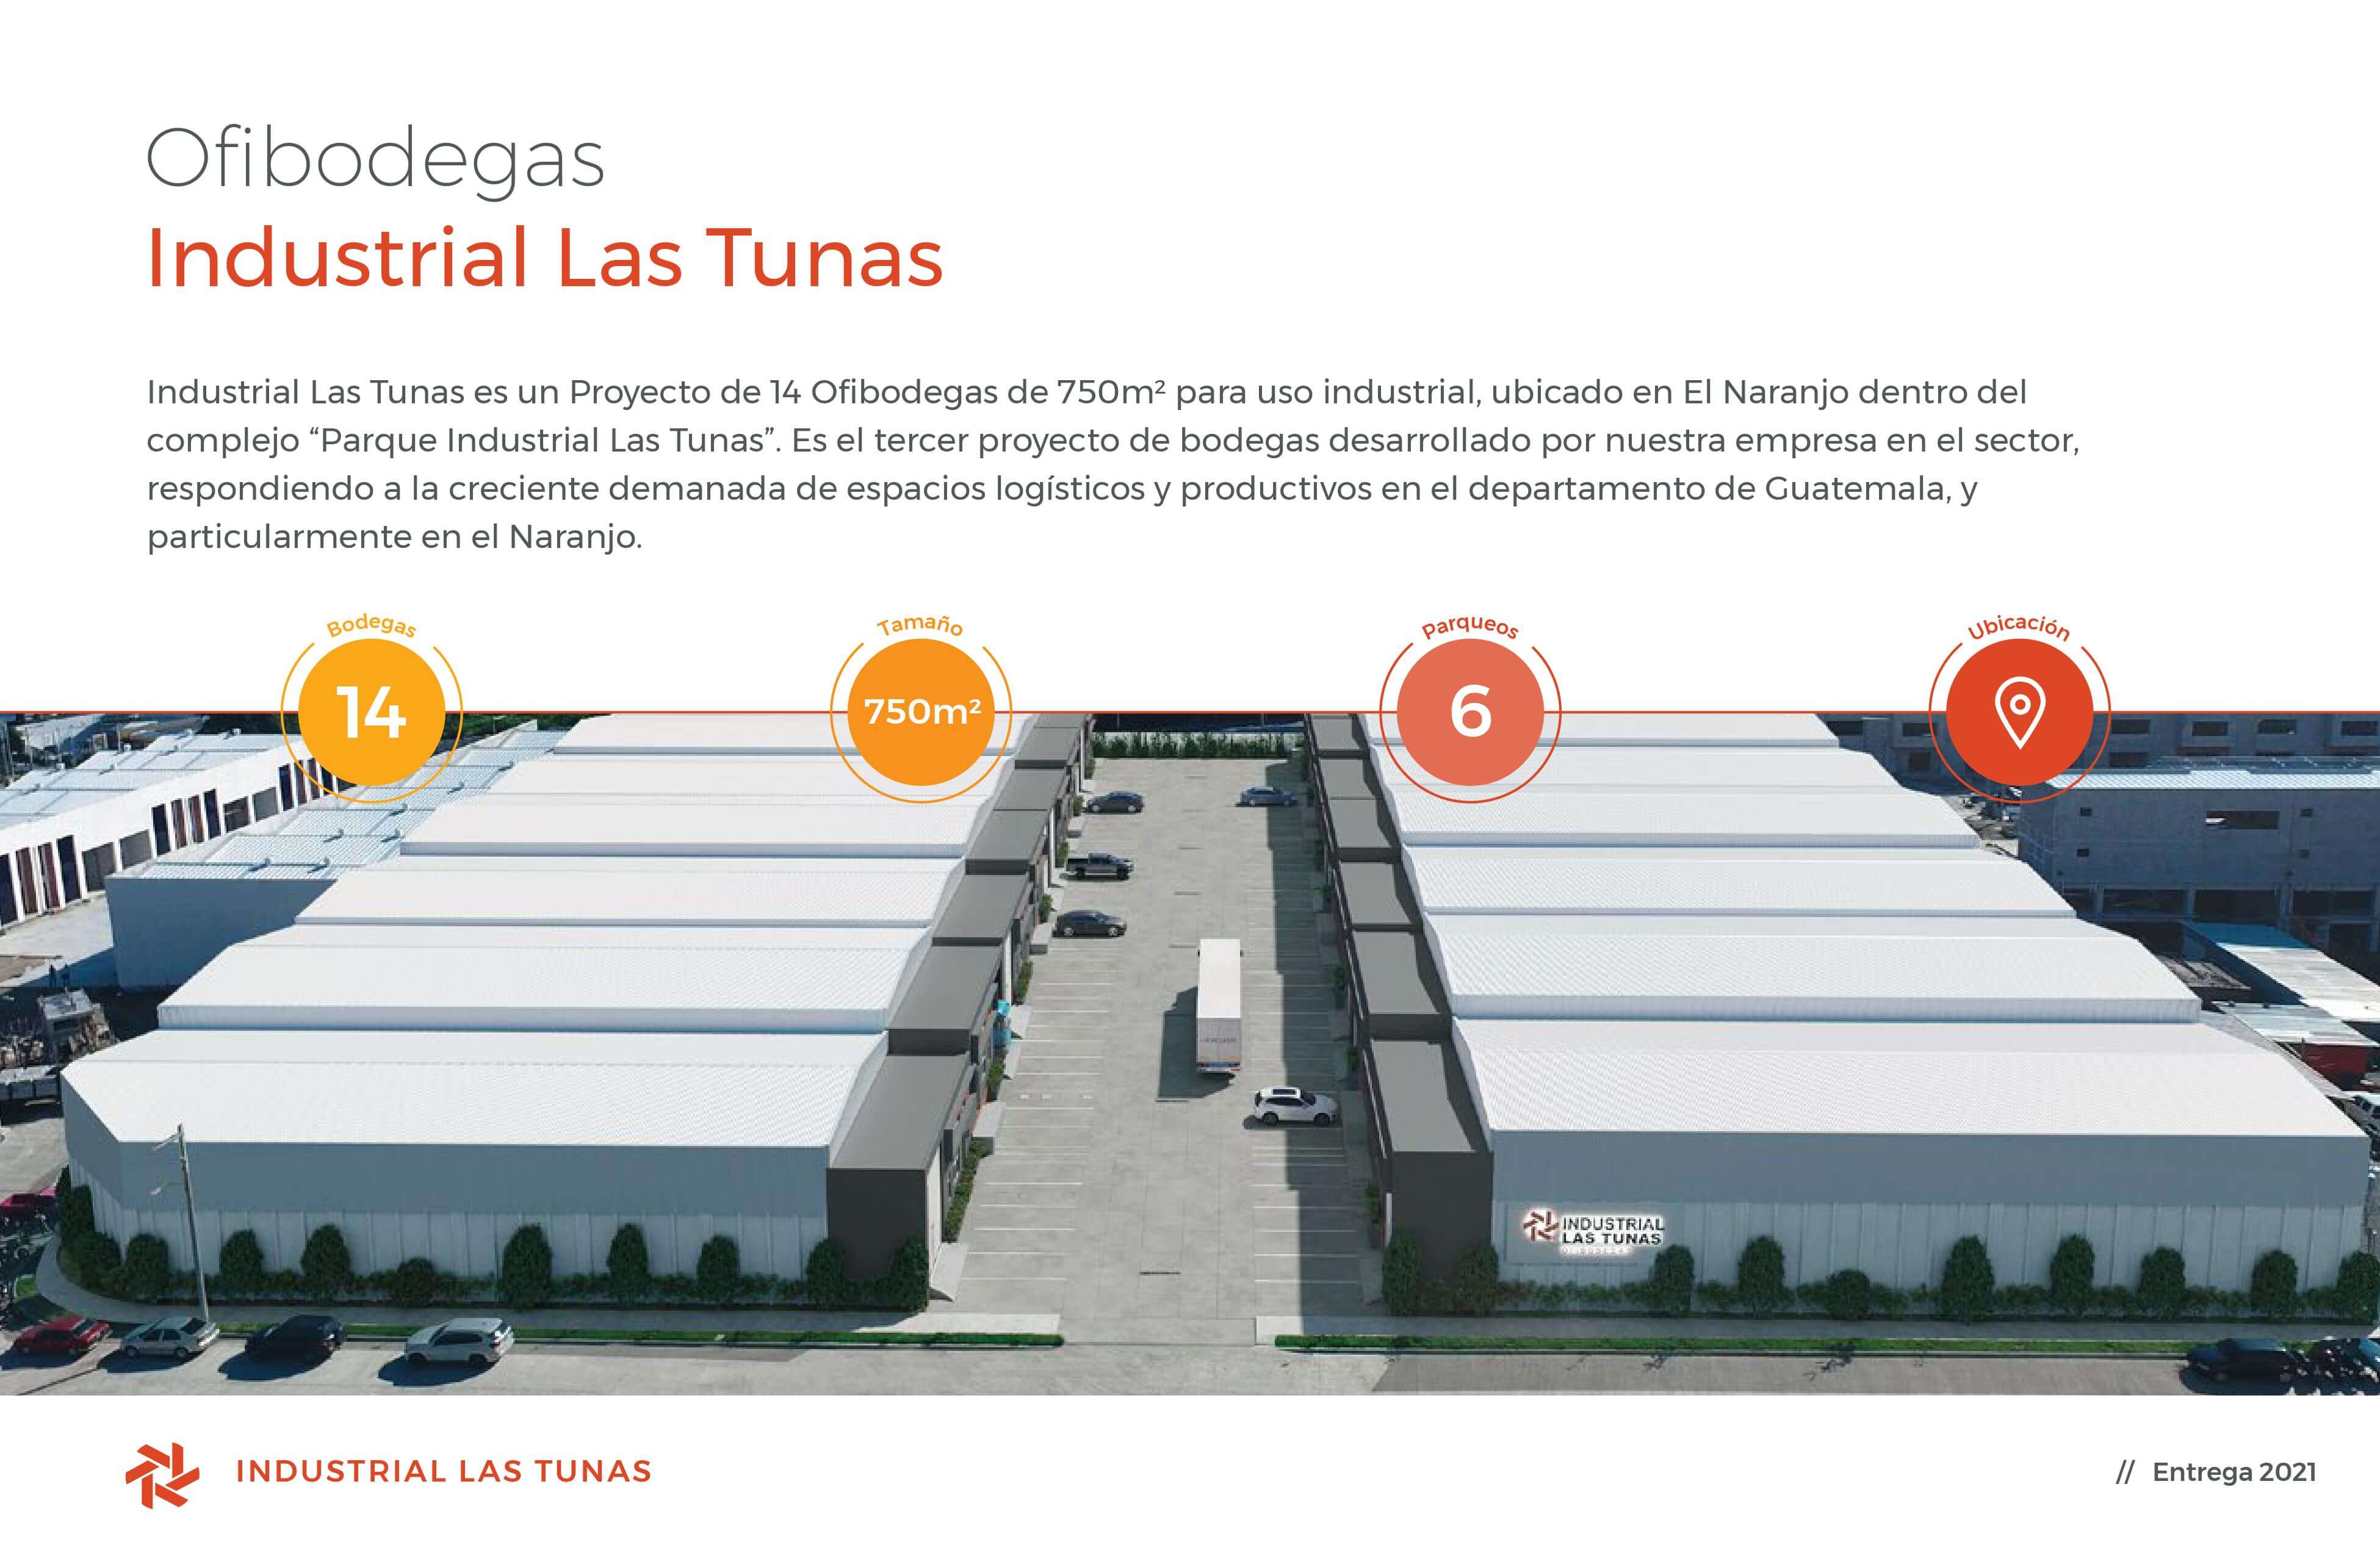 Ofibodegas
Industrial Las Tunas
Industrial Las Tunas es un Proyecto de 14 Ofibodegas de 750m² para uso industrial, ubicado en El Naranjo dentro del
complejo “Parque Industrial Las Tunas”. Es el tercer proyecto de bodegas desarrollado por nuestra empresa en el sector,
respondiendo a la creciente demanada de espacios logísticos y productivos en el departamento de Guatemala, y
particularmente en el Naranjo.
Bodegas
14
Tamaño
750m²
Parqueos
6
Ubicación
INDUSTRIAL
LAS TUNAS
INDUSTRIAL LAS TUNAS
// Entrega 2021